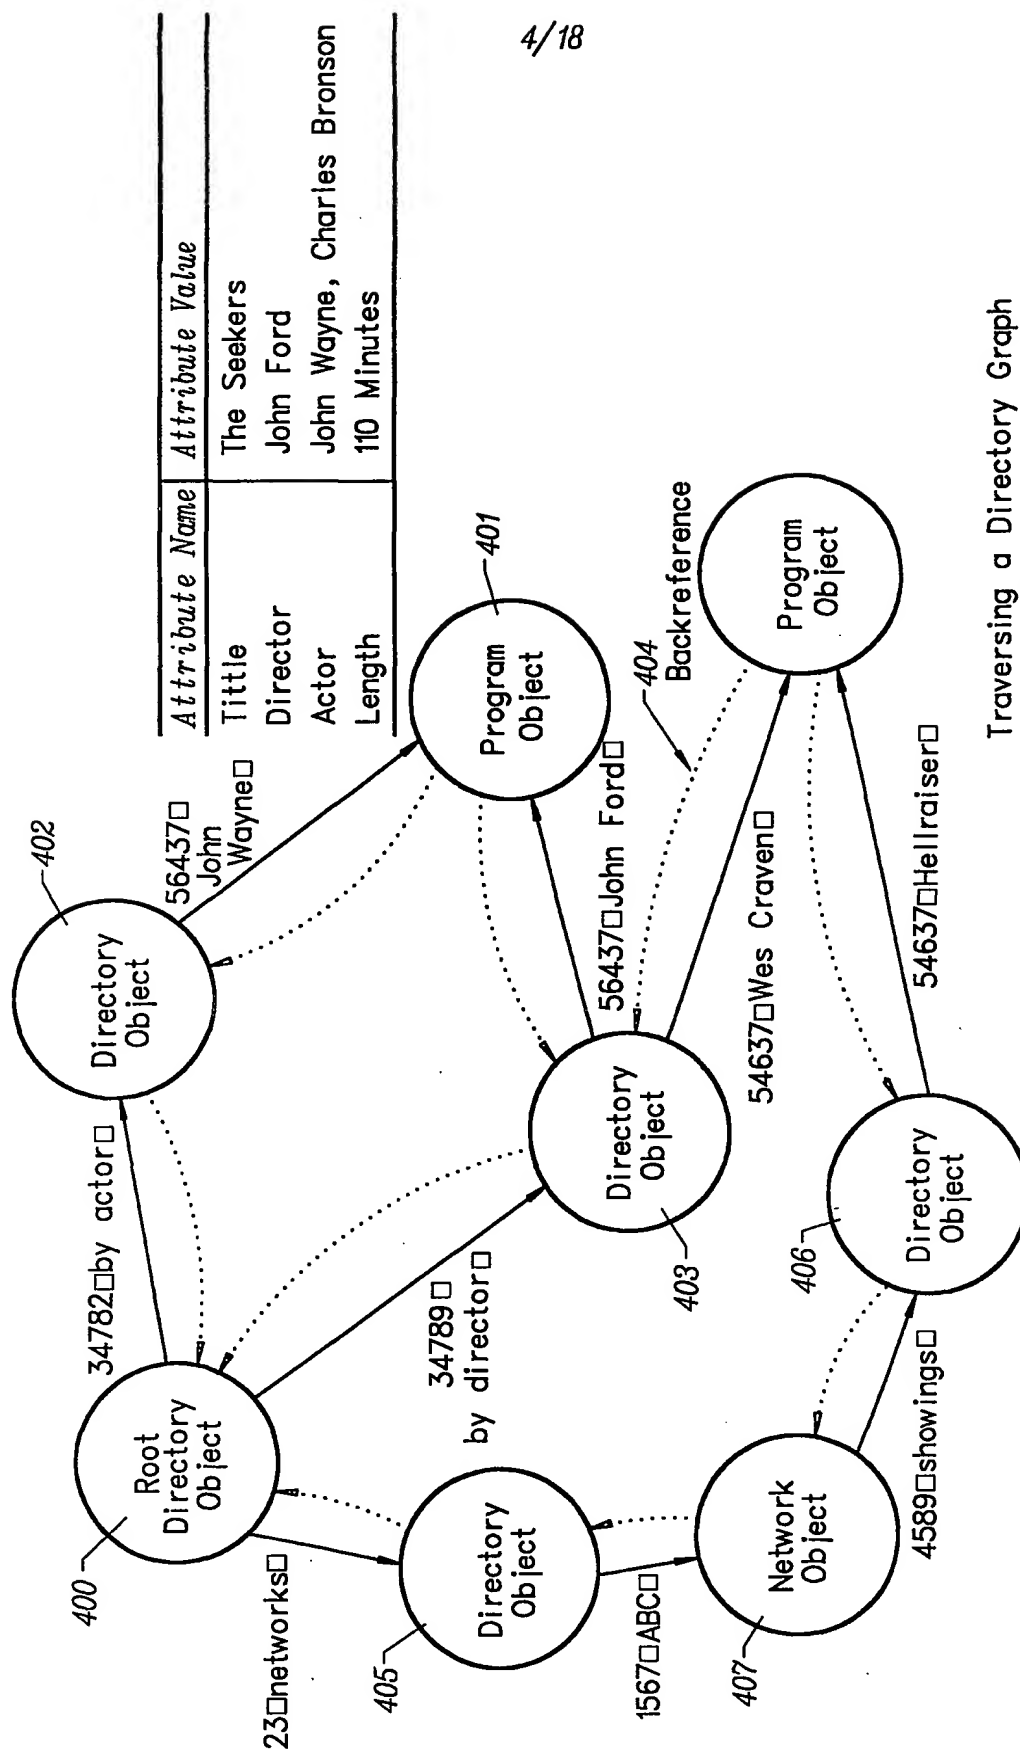 4/18
Attribute Name Attribute Value
Tittle The Seekers
Director John Ford
Actor John Wayne, Charles Bronson
Length 110 Minutes
402
Directory
Object
56437□
John
Wayne□
34782□by actor□
401
Program
Object
400
Root
Directory
Object
34789□
by director□
56437□John Ford□
404
Backreference
403
Directory
Object
Program
Object
23□networks□
405
Directory
Object
54637□Wes Craven□
1567□ABC□
407
Network
Object
406
Directory
Object
54637□Hellraiser□
4589□showings□
Traversing a Directory Graph